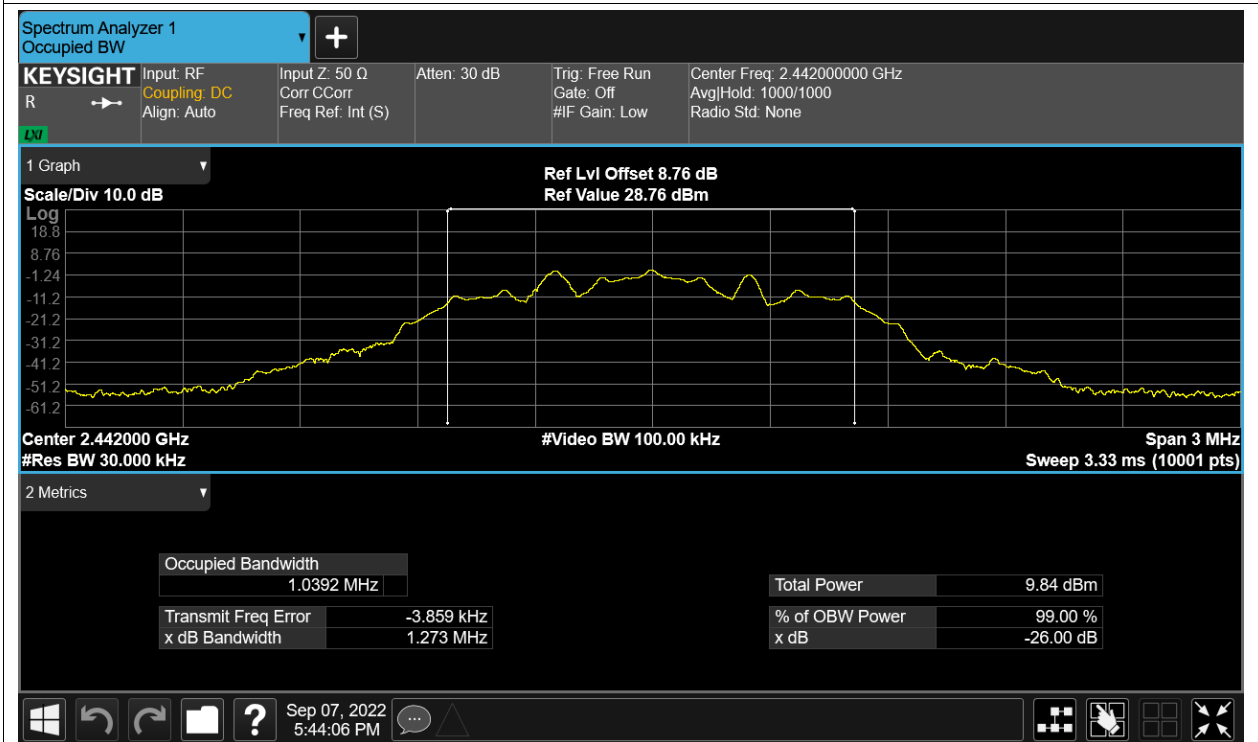 Spectrum Analyzer 1
Occupied BW
KEYSIGHT
R
LXI
Input: RF
Coupling: DC
Align: Auto
Input Z: 50 Ω
Corr CCorr
Freq Ref: Int (S)
Atten: 30 dB
Trig: Free Run
Gate: Off
#IF Gain: Low
Center Freq: 2.442000000 GHz
Avg|Hold: 1000/1000
Radio Std: None
1 Graph
Scale/Div 10.0 dB
Ref Lvl Offset 8.76 dB
Ref Value 28.76 dBm
Log
18.8
8.76
-1.24
-11.2
-21.2
-31.2
-41.2
-51.2
-61.2
Center 2.442000 GHz
#Video BW 100.00 kHz
Span 3 MHz
#Res BW 30.000 kHz
Sweep 3.33 ms (10001 pts)
2 Metrics
Occupied Bandwidth
1.0392 MHz
Total Power 9.84 dBm
Transmit Freq Error -3.859 kHz
% of OBW Power 99.00 %
x dB Bandwidth 1.273 MHz
x dB -26.00 dB
?
Sep 07, 2022
5:44:06 PM